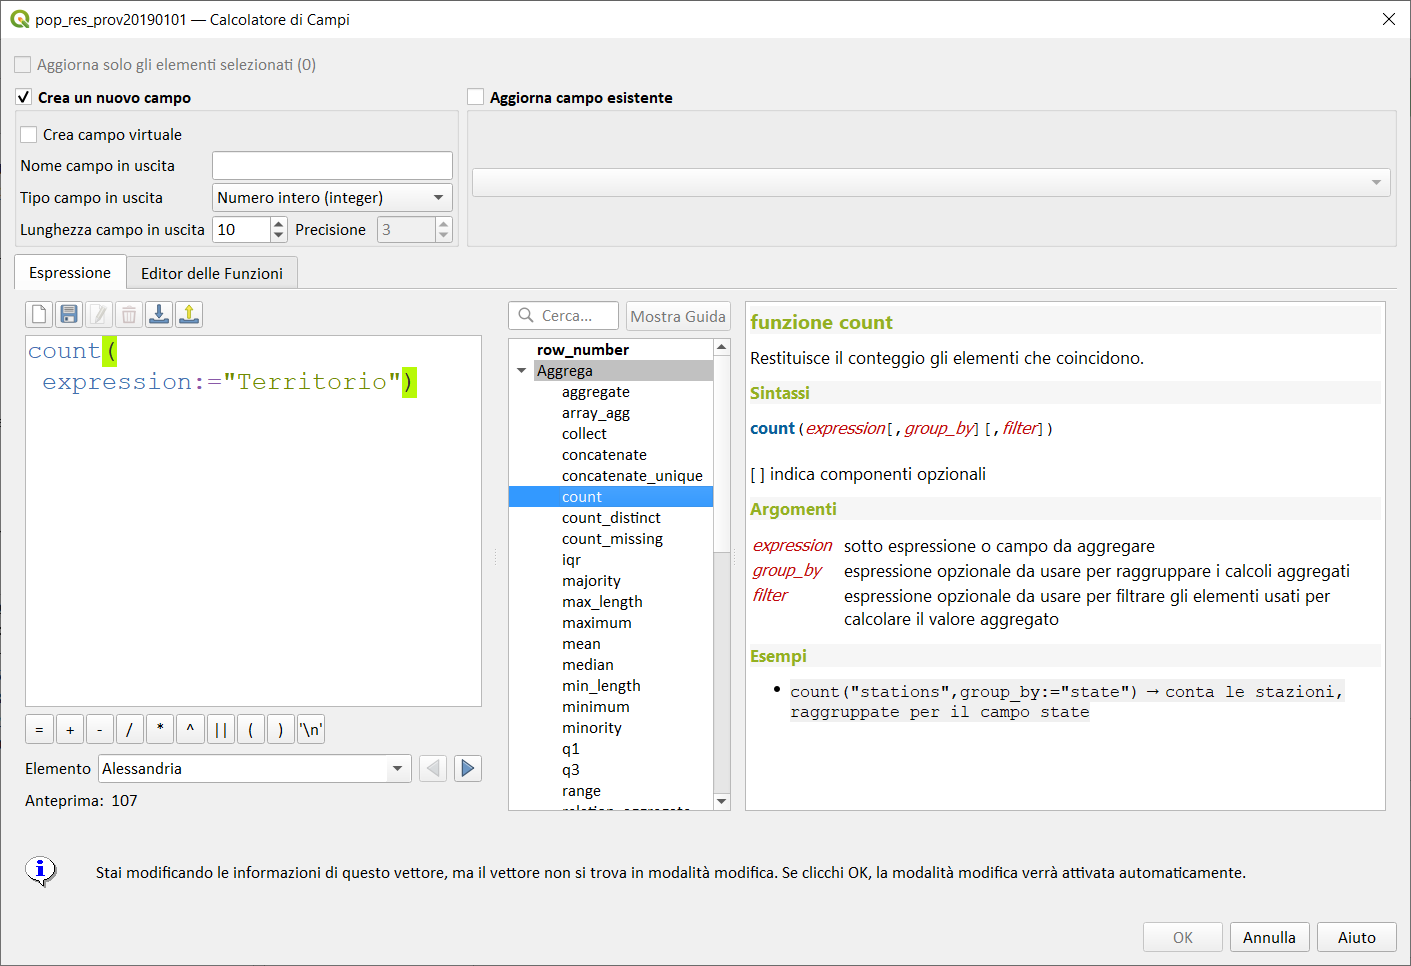 pop_res_prov20190101 — Calcolatore di Campi
Aggiorna solo gli elementi selezionati (0)
Crea un nuovo campo
Aggiorna campo esistente
Crea campo virtuale
Nome campo in uscita
Tipo campo in uscita Numero intero (integer)
Lunghezza campo in uscita 10 Precisione 3
Espressione Editor delle Funzioni
count(
expression:="Territorio")
= + - / * ^ || ( ) '\n'
Elemento Alessandria
Anteprima: 107
Cerca... Mostra Guida
row_number
Aggrega
aggregate
array_agg
collect
concatenate
concatenate_unique
count
count_distinct
count_missing
iqr
majority
max_length
maximum
mean
median
min_length
minimum
minority
q1
q3
range
relation_aggregate
funzione count
Restituisce il conteggio gli elementi che coincidono.
Sintassi
count(expression[,group_by][,filter])
[ ] indica componenti opzionali
Argomenti
expression sotto espressione o campo da aggregare
group_by espressione opzionale da usare per raggruppare i calcoli aggregati
filter espressione opzionale da usare per filtrare gli elementi usati per
calcolare il valore aggregato
Esempi
• count("stations",group_by:="state") → conta le stazioni,
raggruppate per il campo state
Stai modificando le informazioni di questo vettore, ma il vettore non si trova in modalità modifica. Se clicchi OK, la modalità modifica verrà attivata automaticamente.
OK Annulla Aiuto